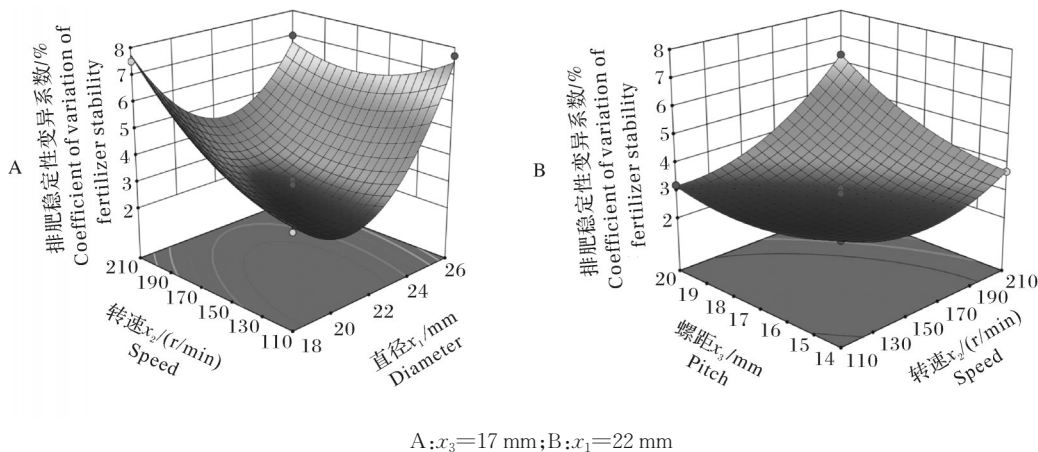 A
排肥稳定性变异系数/%
Coefficient of variation of
fertilizer stability
8
7
6
5
4
3
2
210
190
170
150
130
110
转速x₂/(r/min)
Speed
18
20
22
24
26
直径x₁/mm
Diameter
B
排肥稳定性变异系数/%
Coefficient of variation of
fertilizer stability
8
7
6
5
4
3
2
20
19
18
17
16
15
14
螺距x₃/mm
Pitch
110
130
150
170
190
210
转速x₂/(r/min)
Speed
A:x₃=17 mm;B:x₁=22 mm